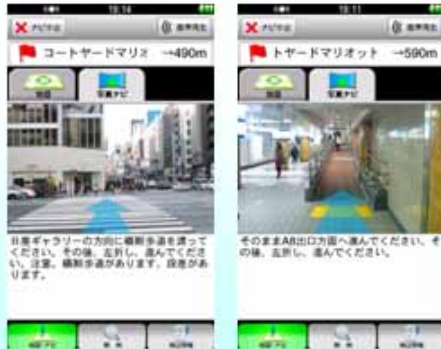 19:14
ナビ中止
音声発生
コートヤードマリオ
→490m
地図
写真ナビ
日産ギャラリーの方向に横断歩道を渡って
ください。その後、左折し、進んでくださ
い。注意、横断歩道があります。段差があ
ります。
19:11
ナビ中止
音声発生
トヤードマリオット
→590m
地図
写真ナビ
そのままA8出口方面へ進んでください。そ
の後、左折し、進んでください。